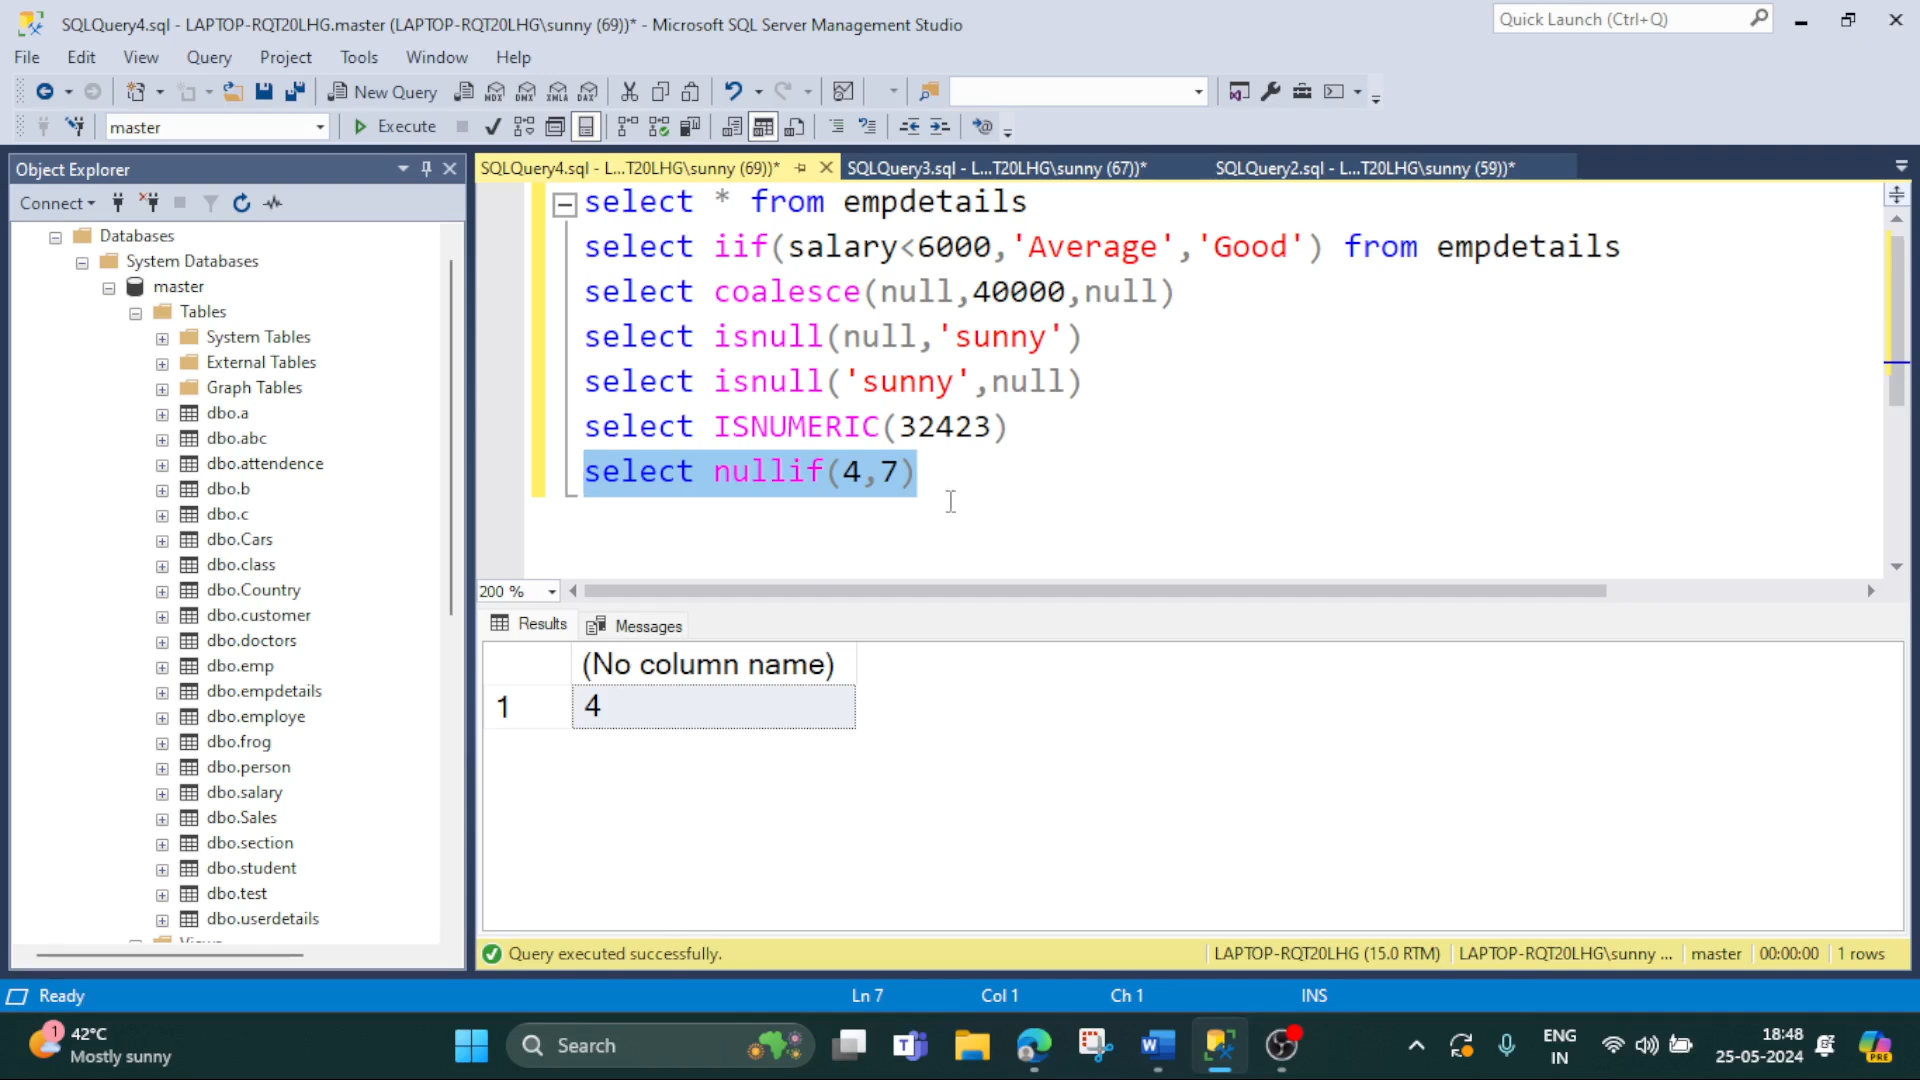 SQLQuery4.sql - LAPTOP-RQT20LHG.master (LAPTOP-RQT20LHG\sunny (69))* - Microsoft SQL Server Management Studio
Quick Launch (Ctrl+Q)
File Edit View Query Project Tools Window Help
New Query
MDX DMX XMLA DAX
master
Execute
Object Explorer
SQLQuery4.sql - L...T20LHG\sunny (69))*
SQLQuery3.sql - L...T20LHG\sunny (67))*
SQLQuery2.sql - L...T20LHG\sunny (59))*
Connect
Databases
System Databases
master
Tables
System Tables
External Tables
Graph Tables
dbo.a
dbo.abc
dbo.attendence
dbo.b
dbo.c
dbo.Cars
dbo.class
dbo.Country
dbo.customer
dbo.doctors
dbo.emp
dbo.empdetails
dbo.employe
dbo.frog
dbo.person
dbo.salary
dbo.Sales
dbo.section
dbo.student
dbo.test
dbo.userdetails
select * from empdetails
select iif(salary<6000,'Average','Good') from empdetails
select coalesce(null,40000,null)
select isnull(null,'sunny')
select isnull('sunny',null)
select ISNUMERIC(32423)
select nullif(4,7)
200 %
Results Messages
(No column name)
1 4
Query executed successfully.
LAPTOP-RQT20LHG (15.0 RTM) LAPTOP-RQT20LHG\sunny ... master 00:00:00 1 rows
Ready Ln 7 Col 1 Ch 1 INS
1
42°C
Mostly sunny
Search
ENG
IN
18:48
25-05-2024
PRE